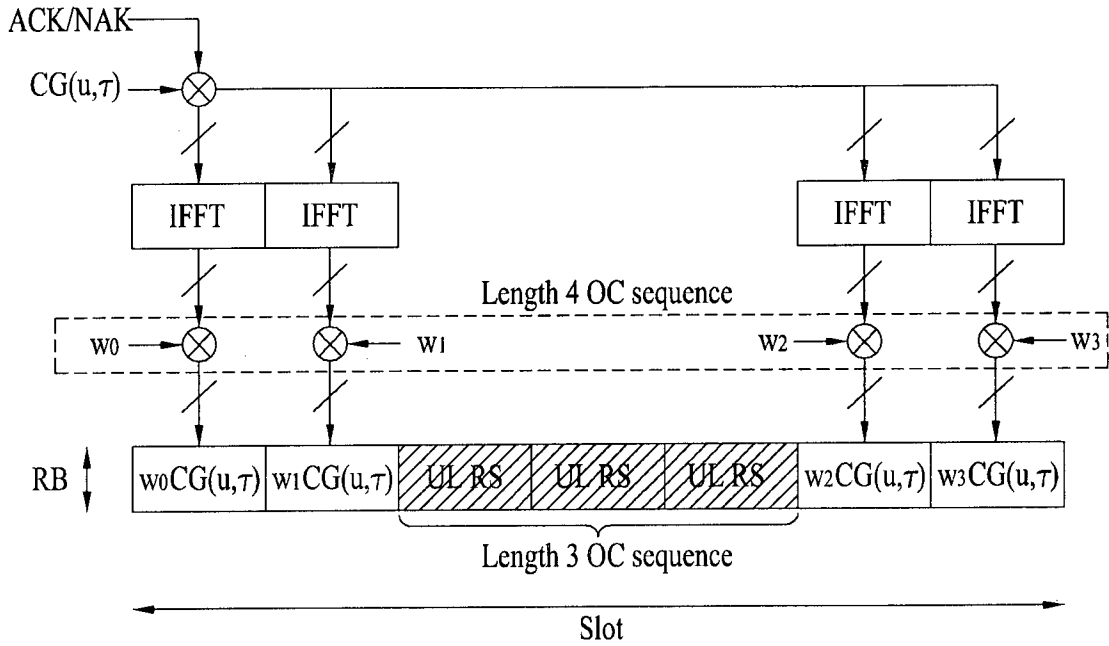 ACK/NAK
CG(u,τ)
IFFT IFFT IFFT IFFT
Length 4 OC sequence
w0 w1 w2 w3
RB w0CG(u,τ) w1CG(u,τ) UL RS UL RS UL RS w2CG(u,τ) w3CG(u,τ)
Length 3 OC sequence
Slot